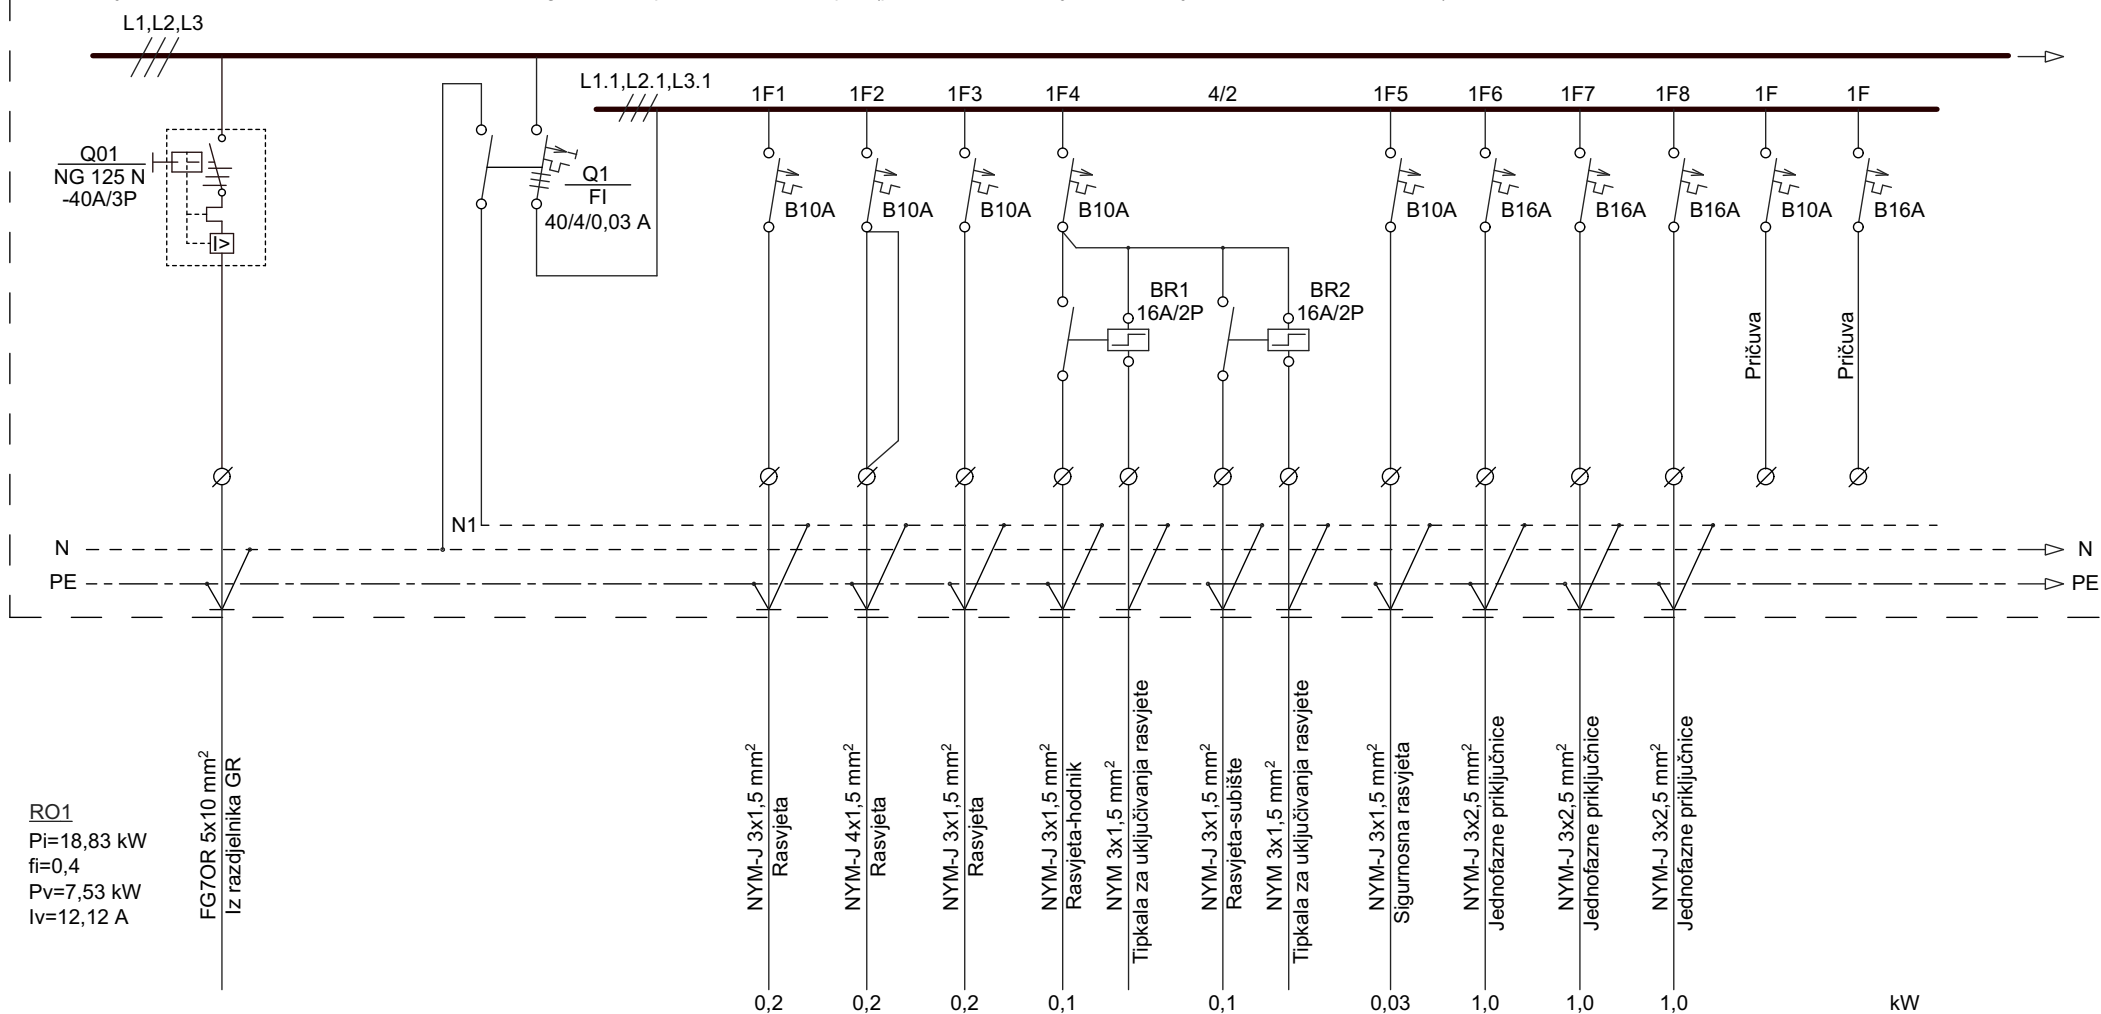 L1,L2,L3
L1.1,L2.1,L3.1
1F1
1F2
1F3
1F4
4/2
1F5
1F6
1F7
1F8
1F
1F
Q01
NG 125 N
-40A/3P
I>
Q1
FI
40/4/0,03 A
B10A
B10A
B10A
B10A
B10A
B16A
B16A
B16A
B10A
B16A
BR1
16A/2P
BR2
16A/2P
Pričuva
Pričuva
N1
N
N
PE
PE
RO1
Pi=18,83 kW
fi=0,4
Pv=7,53 kW
Iv=12,12 A
FG7OR 5x10 mm²
Iz razdjelnika GR
NYM-J 3x1,5 mm²
Rasvjeta
NYM-J 4x1,5 mm²
Rasvjeta
NYM-J 3x1,5 mm²
Rasvjeta
NYM-J 3x1,5 mm²
Rasvjeta-hodnik
NYM 3x1,5 mm²
Tipkala za uključivanja rasvjete
NYM-J 3x1,5 mm²
Rasvjeta-subište
NYM 3x1,5 mm²
Tipkala za uključivanja rasvjete
NYM-J 3x1,5 mm²
Sigurnosna rasvjeta
NYM-J 3x2,5 mm²
Jednofazne priključnice
NYM-J 3x2,5 mm²
Jednofazne priključnice
NYM-J 3x2,5 mm²
Jednofazne priključnice
0,2
0,2
0,2
0,1
0,1
0,03
1,0
1,0
1,0
kW